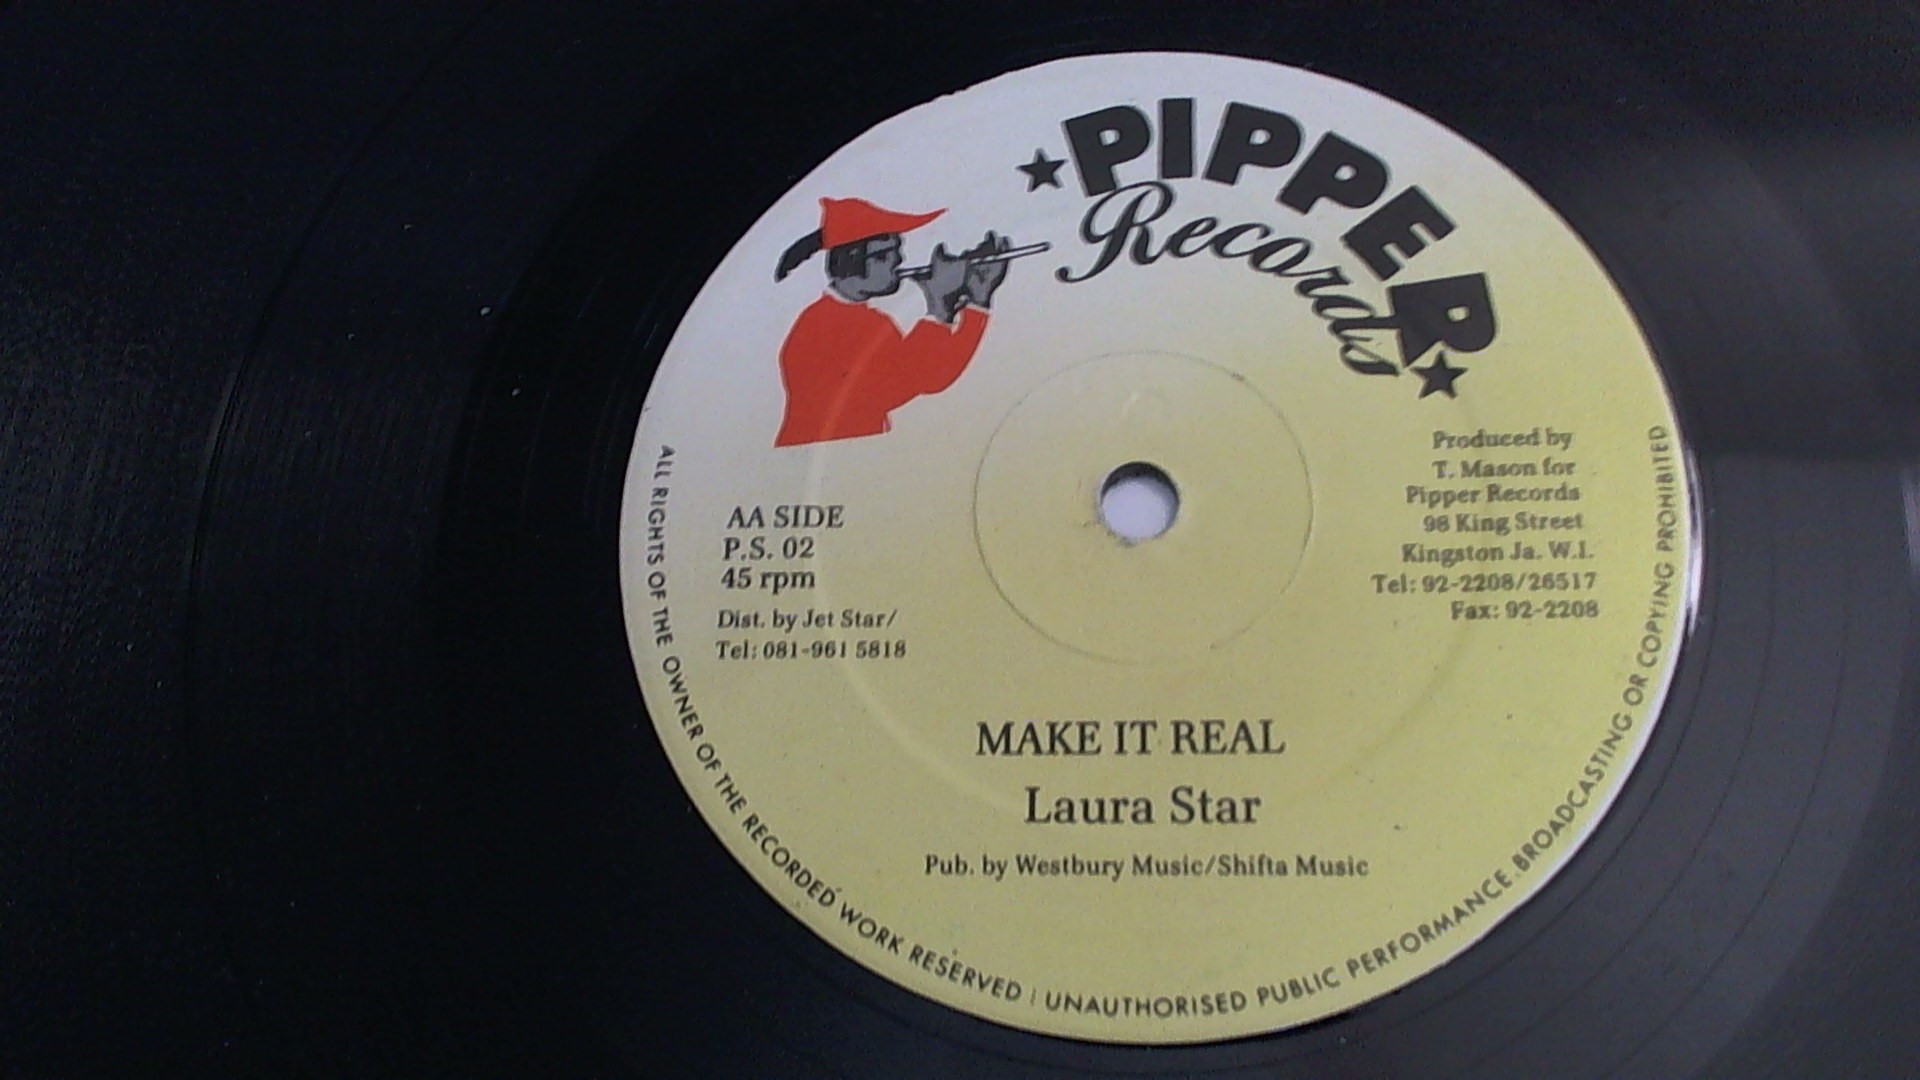 PIPPER
Records
Produced by
T. Mason for
Pipper Records
98 King Street
Kingston Ja. W.I.
Tel: 92-2208/26517
Fax: 92-2208
AA SIDE
P.S. 02
45 rpm
Dist. by Jet Star/
Tel: 081-961 5818
MAKE IT REAL
Laura Star
Pub. by Westbury Music/Shifta Music
ALL RIGHTS OF THE OWNER OF THE RECORDED WORK RESERVED | UNAUTHORISED PUBLIC PERFORMANCE. BROADCASTING OR COPYING PROHIBITED